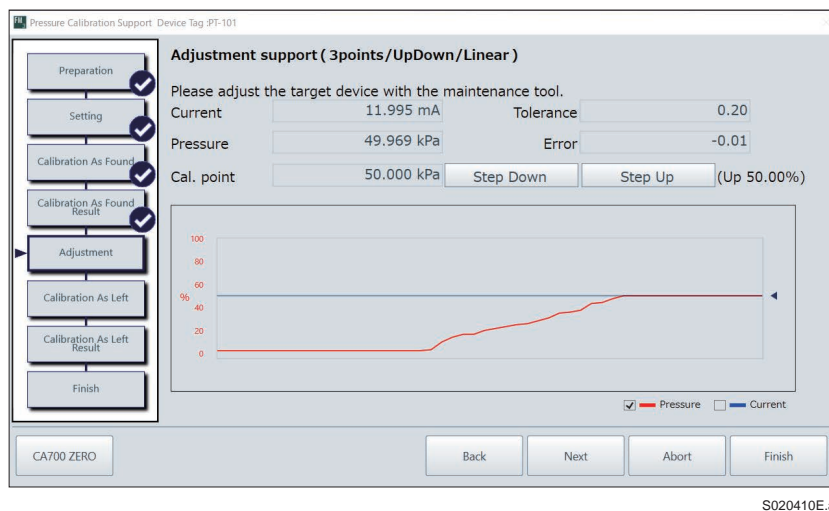 Pressure Calibration Support Device Tag :PT-101
Preparation
Setting
Calibration As Found
Calibration As Found
Result
Adjustment
Calibration As Left
Calibration As Left
Result
Finish
Adjustment support ( 3points/UpDown/Linear )
Please adjust the target device with the maintenance tool.
Current 11.995 mA Tolerance 0.20
Pressure 49.969 kPa Error -0.01
Cal. point 50.000 kPa Step Down Step Up (Up 50.00%)
100
80
60
%
40
20
0
Pressure Current
CA700 ZERO Back Next Abort Finish